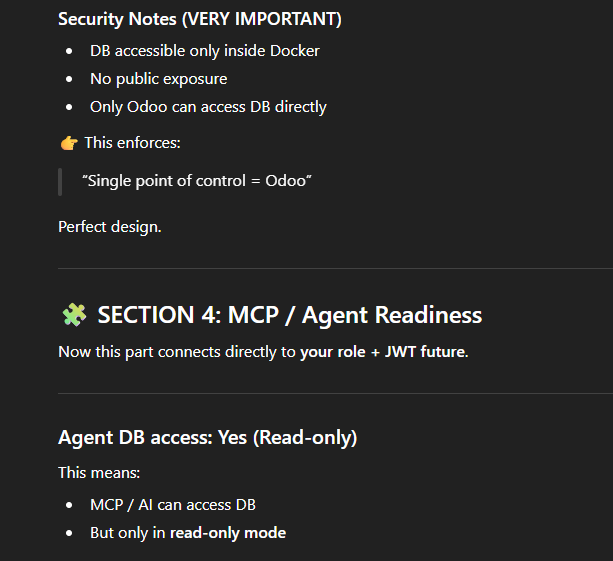 Security Notes (VERY IMPORTANT)
• DB accessible only inside Docker
• No public exposure
• Only Odoo can access DB directly
👉 This enforces:
“Single point of control = Odoo”
Perfect design.
🧩 SECTION 4: MCP / Agent Readiness
Now this part connects directly to your role + JWT future.
Agent DB access: Yes (Read-only)
This means:
• MCP / AI can access DB
• But only in read-only mode